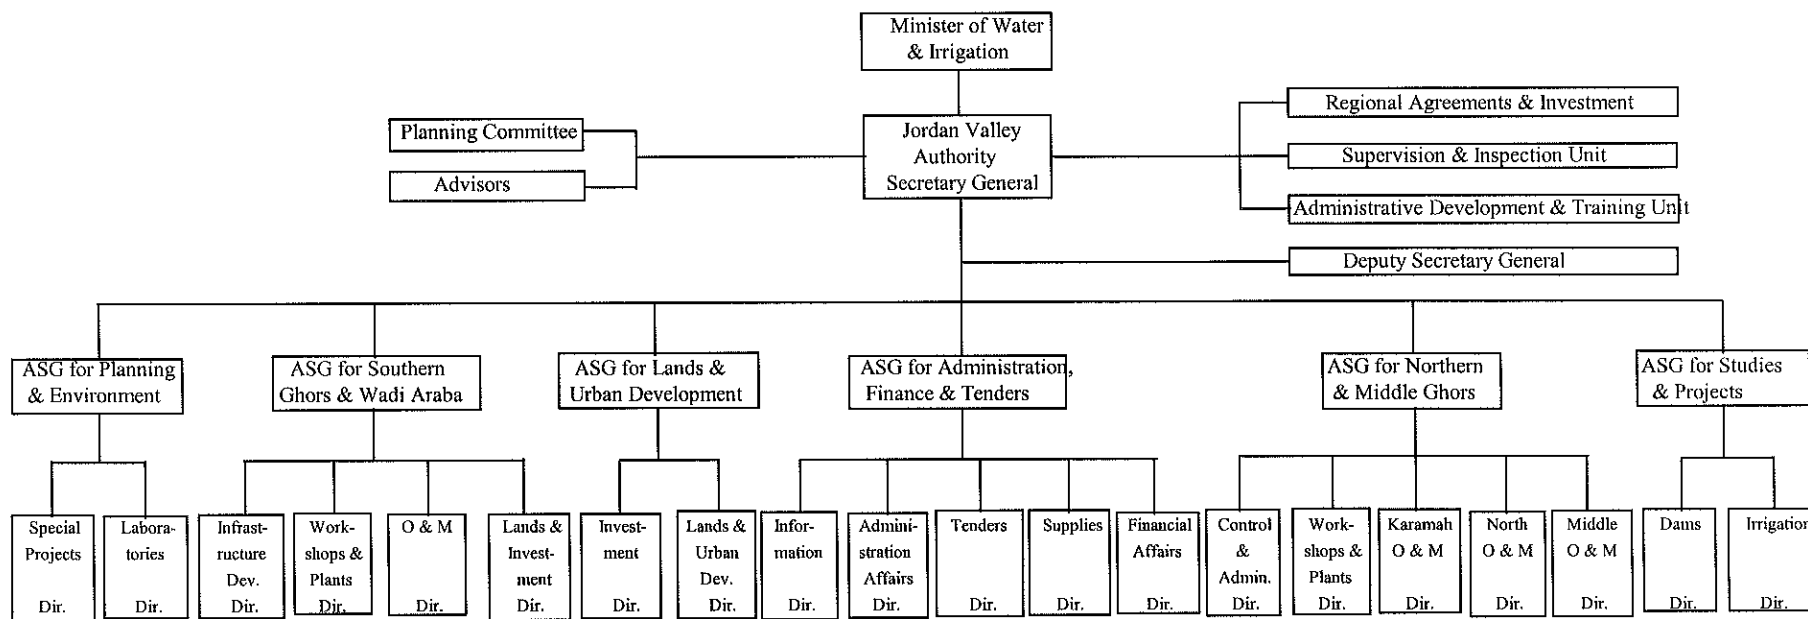 Minister of Water
& Irrigation
Regional Agreements & Investment
Planning Committee
Jordan Valley
Authority
Secretary General
Supervision & Inspection Unit
Advisors
Administrative Development & Training Unit
Deputy Secretary General
ASG for Planning
& Environment
ASG for Southern
Ghors & Wadi Araba
ASG for Lands &
Urban Development
ASG for Administration,
Finance & Tenders
ASG for Northern
& Middle Ghors
ASG for Studies
& Projects
Special
Projects
Dir.
Labora-
tories
Dir.
Infrast-
ructure
Dev.
Dir.
Work-
shops &
Plants
Dir.
O & M
Dir.
Lands &
Invest-
ment
Dir.
Invest-
ment
Dir.
Lands &
Urban
Dev.
Dir.
Infor-
mation
Dir.
Admini-
stration
Affairs
Dir.
Tenders
Dir.
Supplies
Dir.
Financial
Affairs
Dir.
Control
&
Admin.
Dir.
Work-
shops &
Plants
Dir.
Karamah
O & M
Dir.
North
O & M
Dir.
Middle
O & M
Dir.
Dams
Dir.
Irrigation
Dir.